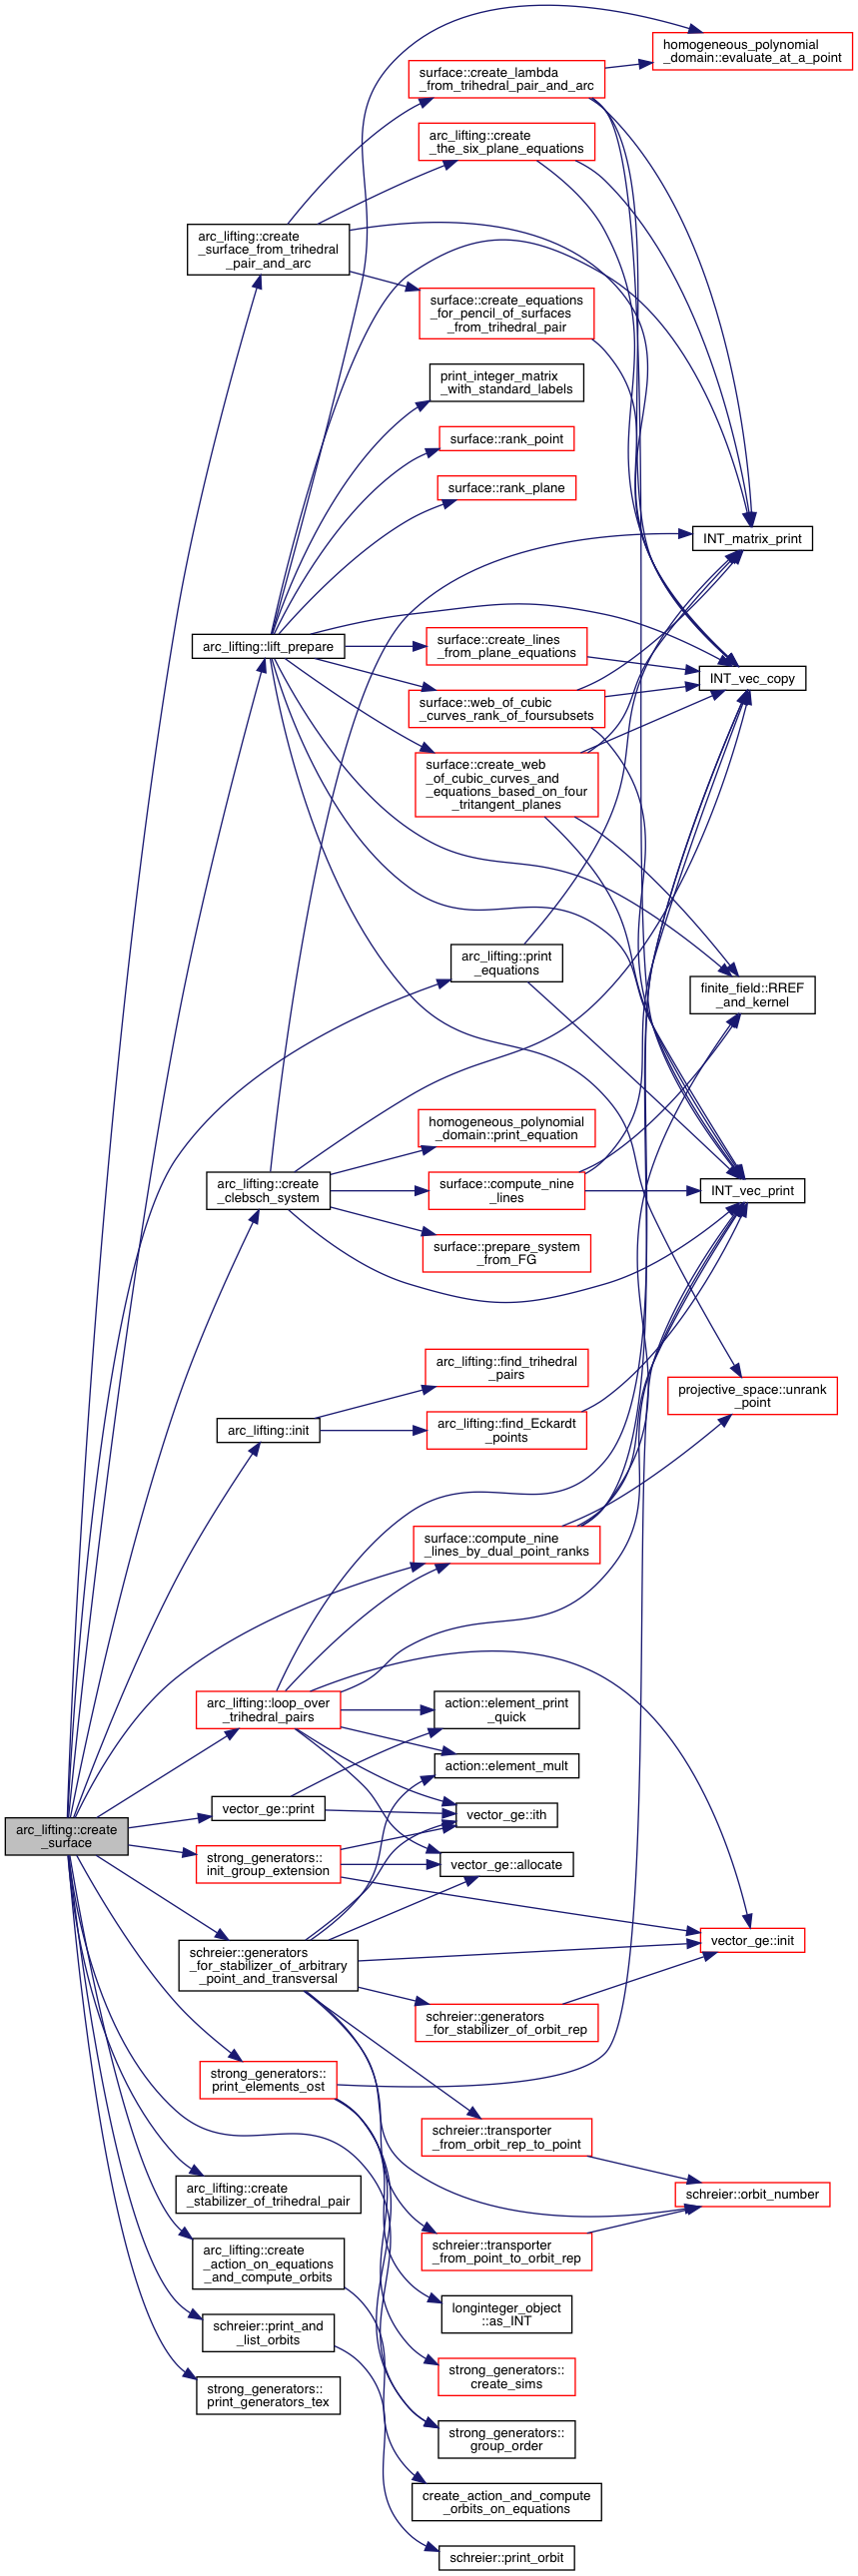 homogeneous_polynomial
_domain::evaluate_at_a_point
surface::create_lambda
_from_trihedral_pair_and_arc
arc_lifting::create
_the_six_plane_equations
arc_lifting::create
_surface_from_trihedral
_pair_and_arc
surface::create_equations
_for_pencil_of_surfaces
_from_trihedral_pair
print_integer_matrix
_with_standard_labels
surface::rank_point
surface::rank_plane
INT_matrix_print
arc_lifting::lift_prepare
surface::create_lines
_from_plane_equations
INT_vec_copy
surface::web_of_cubic
_curves_rank_of_foursubsets
surface::create_web
_of_cubic_curves_and
_equations_based_on_four
_tritangent_planes
arc_lifting::print
_equations
finite_field::RREF
_and_kernel
homogeneous_polynomial
_domain::print_equation
arc_lifting::create
_clebsch_system
surface::compute_nine
_lines
INT_vec_print
surface::prepare_system
_from_FG
arc_lifting::find_trihedral
_pairs
projective_space::unrank
_point
arc_lifting::init
arc_lifting::find_Eckardt
_points
surface::compute_nine
_lines_by_dual_point_ranks
arc_lifting::loop_over
_trihedral_pairs
action::element_print
_quick
action::element_mult
vector_ge::print
vector_ge::ith
arc_lifting::create
_surface
strong_generators::
init_group_extension
vector_ge::allocate
vector_ge::init
schreier::generators
_for_stabilizer_of_arbitrary
_point_and_transversal
schreier::generators
_for_stabilizer_of_orbit_rep
strong_generators::
print_elements_ost
schreier::transporter
_from_orbit_rep_to_point
arc_lifting::create
_stabilizer_of_trihedral_pair
schreier::orbit_number
arc_lifting::create
_action_on_equations
_and_compute_orbits
schreier::transporter
_from_point_to_orbit_rep
longinteger_object
::as_INT
schreier::print_and
_list_orbits
strong_generators::
create_sims
strong_generators::
print_generators_tex
strong_generators::
group_order
create_action_and_compute
_orbits_on_equations
schreier::print_orbit